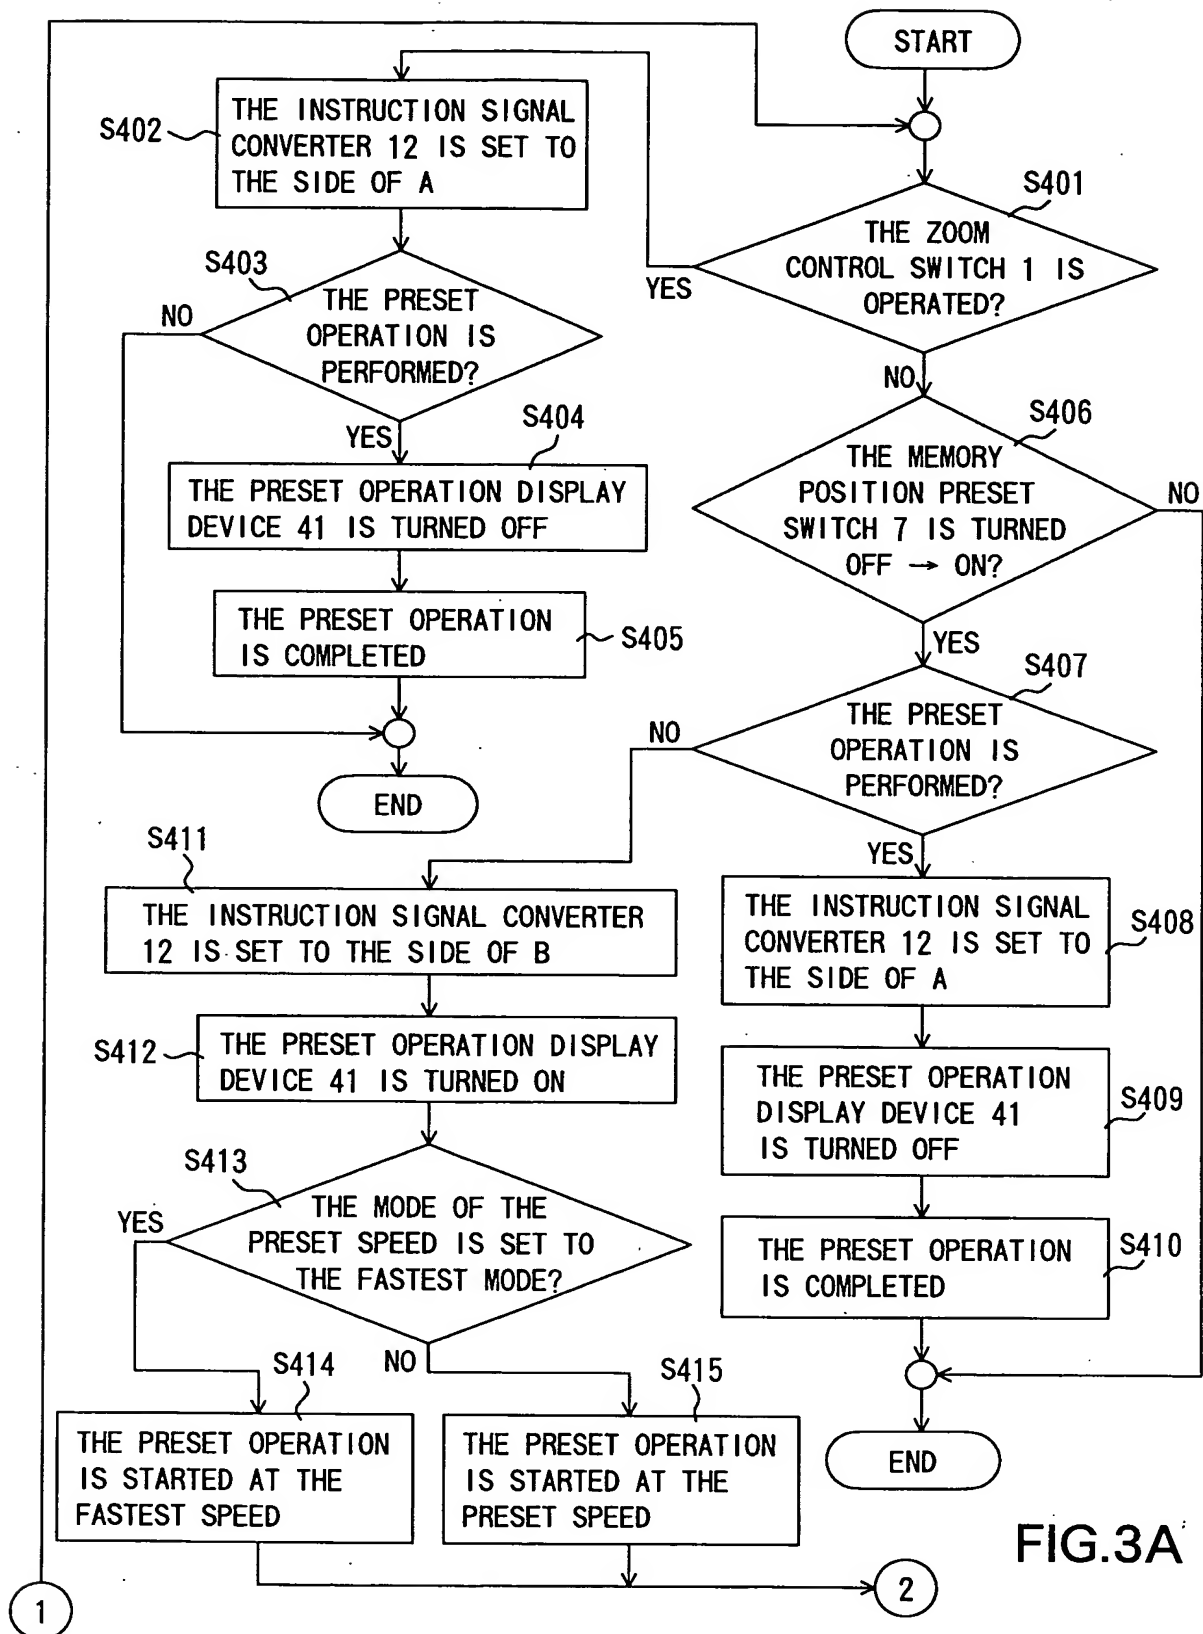 START
S402
THE INSTRUCTION SIGNAL
CONVERTER 12 IS SET TO
THE SIDE OF A
S401
THE ZOOM
CONTROL SWITCH 1 IS
OPERATED?
YES
NO
S403
THE PRESET
OPERATION IS
PERFORMED?
NO
YES
S404
THE PRESET OPERATION DISPLAY
DEVICE 41 IS TURNED OFF
THE PRESET OPERATION
IS COMPLETED
S405
END
S406
THE MEMORY
POSITION PRESET
SWITCH 7 IS TURNED
OFF → ON?
NO
YES
S407
THE PRESET
OPERATION IS
PERFORMED?
NO
YES
THE INSTRUCTION SIGNAL
CONVERTER 12 IS SET TO
THE SIDE OF A
S408
THE PRESET OPERATION
DISPLAY DEVICE 41
IS TURNED OFF
S409
THE PRESET OPERATION
IS COMPLETED
S410
END
S411
THE INSTRUCTION SIGNAL CONVERTER
12 IS SET TO THE SIDE OF B
S412
THE PRESET OPERATION DISPLAY
DEVICE 41 IS TURNED ON
S413
THE MODE OF THE
PRESET SPEED IS SET TO
THE FASTEST MODE?
YES
NO
S414
THE PRESET OPERATION
IS STARTED AT THE
FASTEST SPEED
S415
THE PRESET OPERATION
IS STARTED AT THE
PRESET SPEED
1
2
FIG.3A